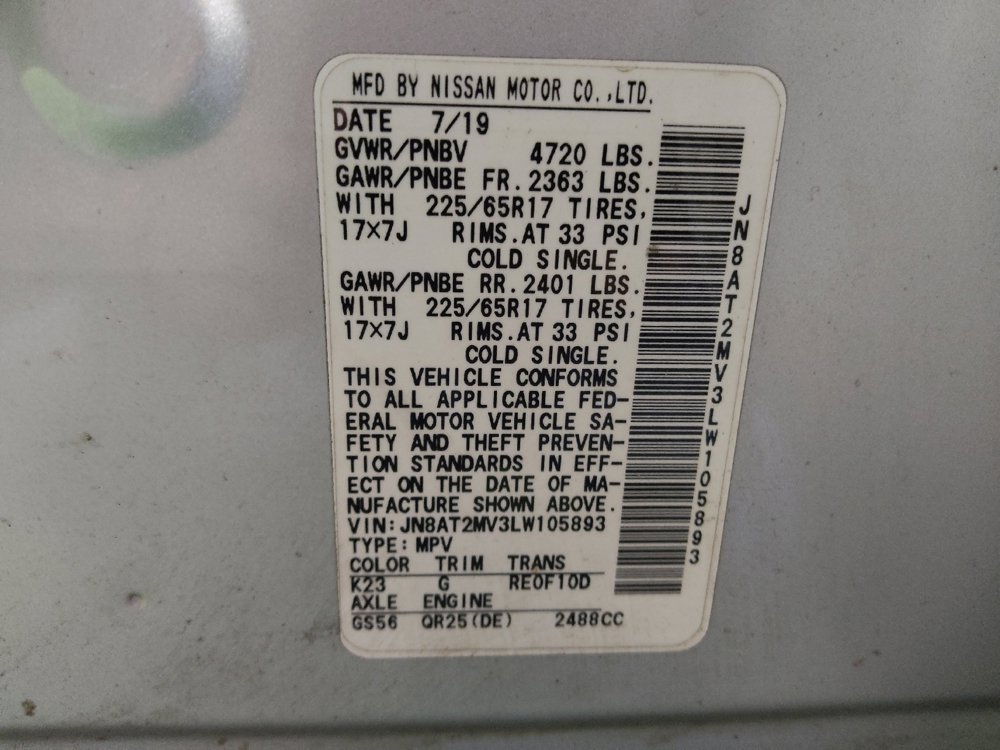 MFD BY NISSAN MOTOR CO.,LTD.
DATE 7/19
GVWR/PNBV 4720 LBS.
GAWR/PNBE FR. 2363 LBS.
WITH 225/65R17 TIRES,
17×7J RIMS.AT 33 PSI
COLD SINGLE.
GAWR/PNBE RR. 2401 LBS.
WITH 225/65R17 TIRES,
17×7J RIMS.AT 33 PSI
COLD SINGLE.
THIS VEHICLE CONFORMS
TO ALL APPLICABLE FED-
ERAL MOTOR VEHICLE SA-
FETY AND THEFT PREVEN-
TION STANDARDS IN EFF-
ECT ON THE DATE OF MA-
NUFACTURE SHOWN ABOVE.
VIN:JN8AT2MV3LW105893
TYPE:MPV
COLOR TRIM TRANS
K23 G RE0F10D
AXLE ENGINE
GS56 QR25(DE) 2488CC
JN8AT2MV3LW105893